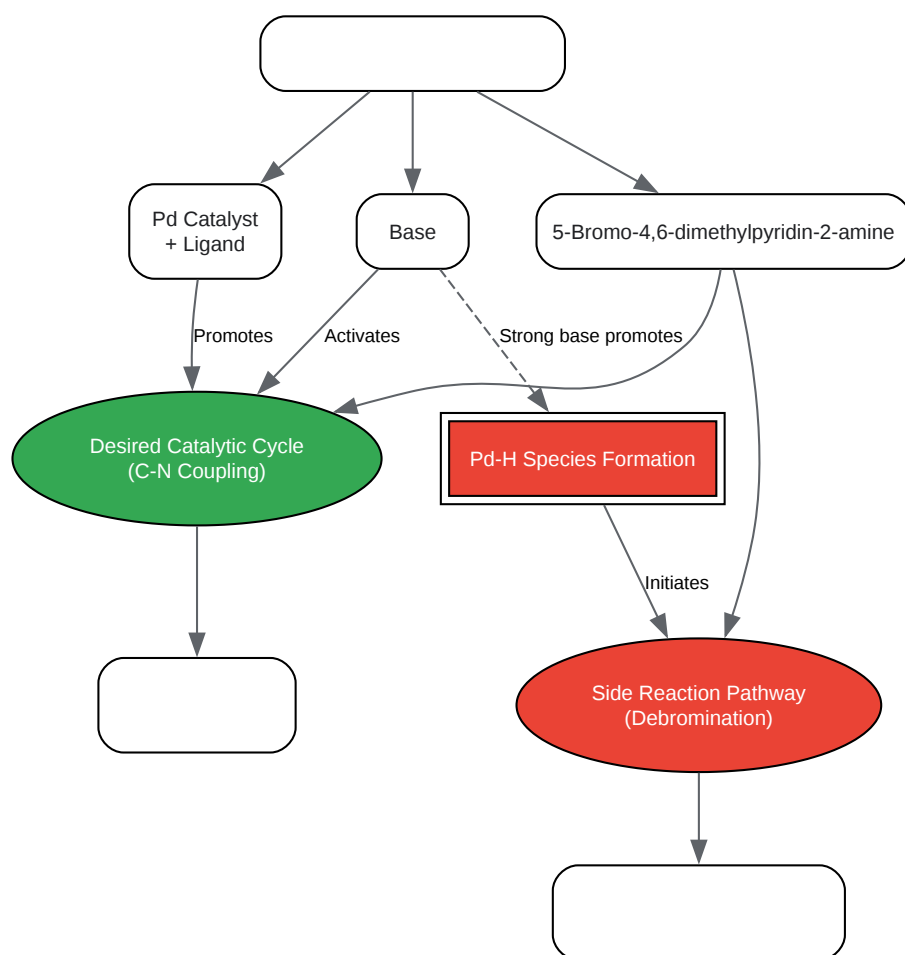 Pd Catalyst
+ Ligand
Base
5-Bromo-4,6-dimethylpyridin-2-amine
Promotes
Activates
Strong base promotes
Desired Catalytic Cycle
(C-N Coupling)
Pd-H Species Formation
Initiates
Side Reaction Pathway
(Debromination)